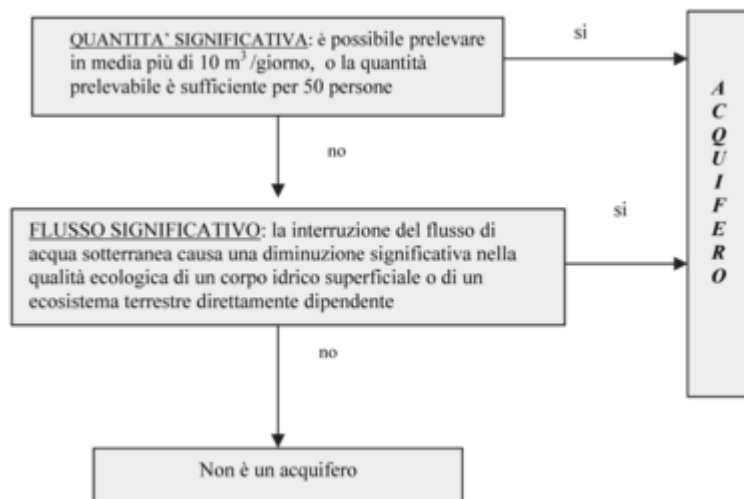 QUANTITA' SIGNIFICATIVA: è possibile prelevare
in media più di 10 m³ /giorno, o la quantità
prelevabile è sufficiente per 50 persone
si
no
FLUSSO SIGNIFICATIVO: la interruzione del flusso di
acqua sotterranea causa una diminuzione significativa nella
qualità ecologica di un corpo idrico superficiale o di un
ecosistema terrestre direttamente dipendente
si
no
Non è un acquifero
A
C
Q
U
I
F
E
R
O